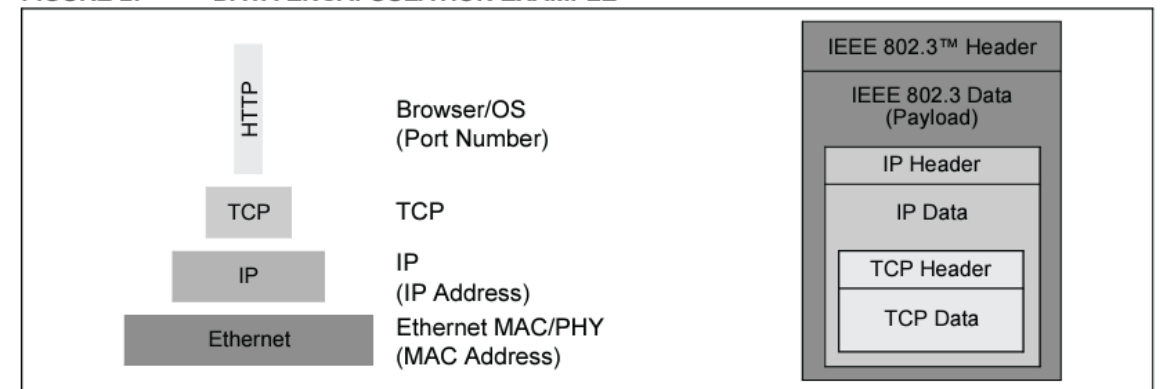 HTTP
Browser/OS
(Port Number)
TCP
TCP
IP
IP
(IP Address)
Ethernet
Ethernet MAC/PHY
(MAC Address)
IEEE 802.3™ Header
IEEE 802.3 Data
(Payload)
IP Header
IP Data
TCP Header
TCP Data